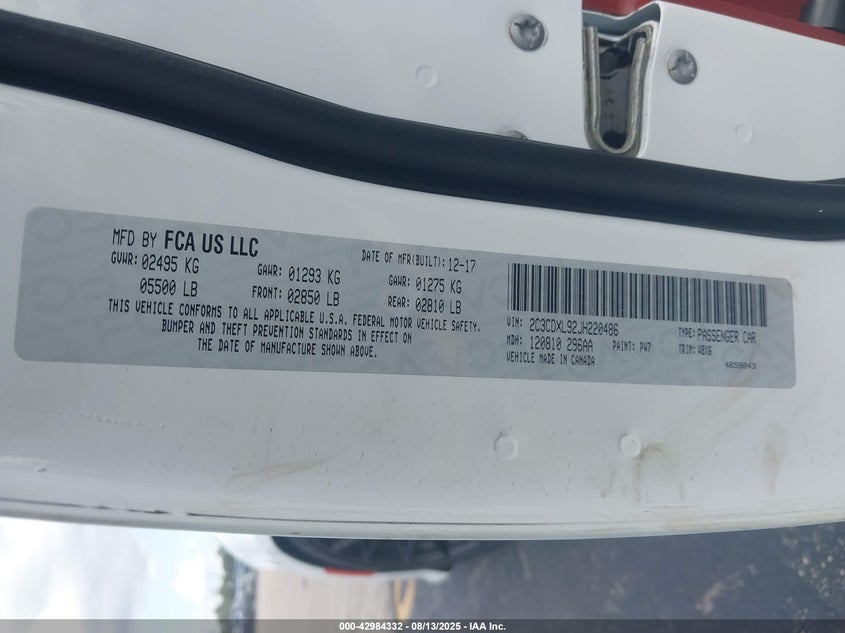 MFD BY FCA US LLC
DATE OF MFR(BUILT): 12-17
GVWR: 02495 KG
GAWR: 01293 KG
GAWR: 01275 KG
05500 LB
FRONT: 02850 LB
REAR: 02810 LB
THIS VEHICLE CONFORMS TO ALL APPLICABLE U.S.A. FEDERAL MOTOR VEHICLE SAFETY,
BUMPER AND THEFT PREVENTION STANDARDS IN EFFECT ON
THE DATE OF MANUFACTURE SHOWN ABOVE.
VIN: 2C3CDXL92JH220486
TYPE: PASSENGER CAR
MDH: 120810 296AA
PAINT: PW7
TRIM: W8X6
VEHICLE MADE IN CANADA
4658043
000-42984332 - 08/13/2025 - IAA Inc.